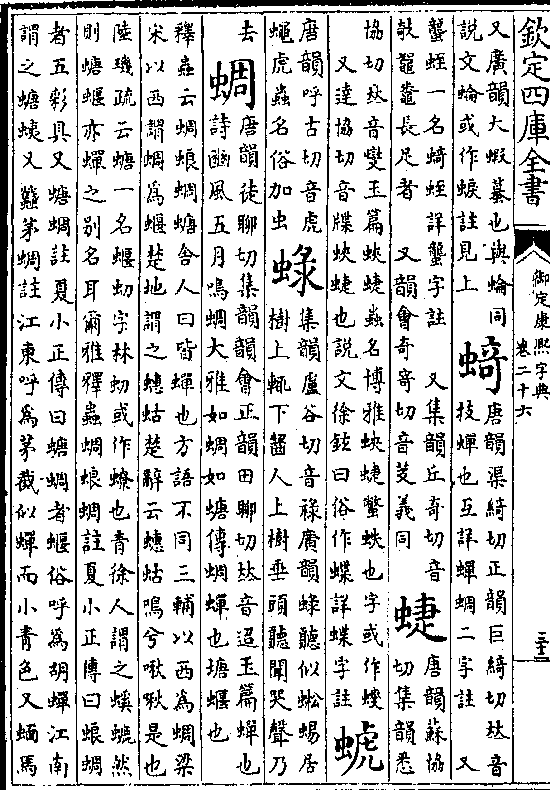 欽定四庫全書
御定康熙字典
卷二十六
又廣韻大蝦蟇也與蜦同
說文蜦或作蜧註見上
䗁
唐韻渠綺切正韻巨綺切𠀤音
技蟬也互詳蟬蜩二字註 又
蟹蛭一名䗁蛭詳蟹字註 又集韻丘奇切音
敧鼅鼄長足者 又韻會奇寄切音芰義同
蜨
唐韻蘇協
切集韻悉
協切𠀤音燮玉篇蛺蜨蟲名博雅蛺蜨蟞蛈也字或作
又達協切音牒蛺蜨也說文徐鉉曰俗作蝶詳蝶字註
唐韻呼古切音虎
蠅虎蟲名俗加虫
集韻盧谷切音祿廣韻 聽似蜥蜴居
樹上輒下齧人上樹垂頭聽聞哭聲乃
去
蜩
唐韻徒聊切集韻韻會正韻田聊切𠀤音迢玉篇蟬也
詩豳風五月鳴蜩大雅如蜩如螗傳蜩蟬也螗蝘也
釋蟲云蜩蜋蜩螗舍人曰皆蟬也方語不同三輔以西爲蜩梁
宋以西謂蜩爲蝘楚地謂之蟪蛄楚辭云蟪蛄鳴兮啾啾是也
陸璣疏云螗一名蝘虭字林虭或作蟟也青徐人謂之螇螰然
則螗蝘亦蟬之別名耳爾雅釋蟲蜩蜋蜩註夏小正傳曰蜋蜩
者五彩具又螗蜩註夏小正傳曰螗蜩者蝘俗呼爲胡蟬江南
謂之螗蛦又蠽茅蜩註江東呼爲茅截似蟬而小青色又蝒馬